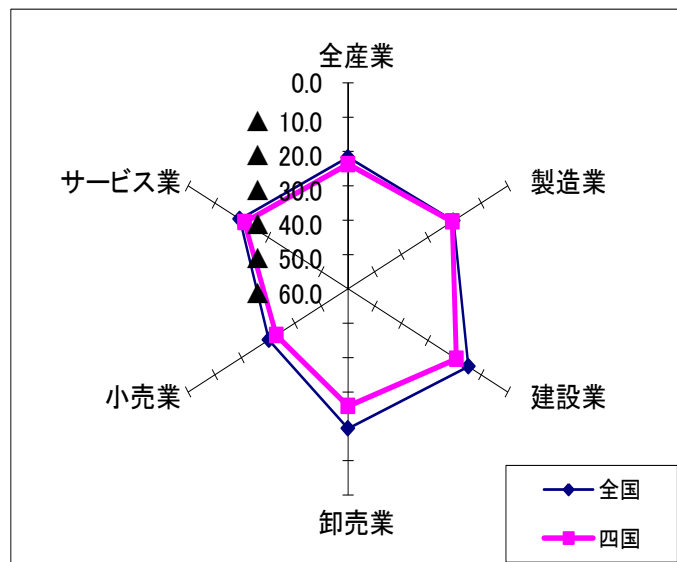 全産業
0.0
▲ 10.0
▲ 20.0
サービス業
製造業
▲ 30.0
▲ 40.0
▲ 50.0
▲ 60.0
小売業
建設業
卸売業
全国
四国